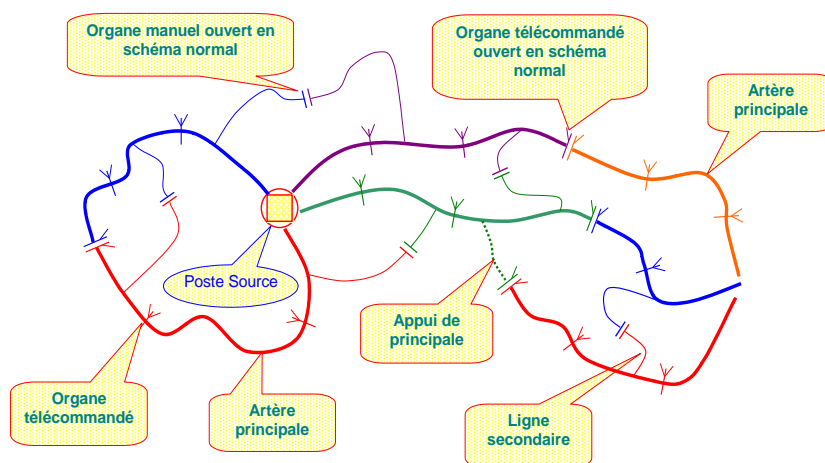 Organe manuel ouvert en
schéma normal
Organe télécommandé
ouvert en schéma
normal
Artère
principale
Poste Source
Appui de
principale
Organe
télécommandé
Artère
principale
Ligne
secondaire